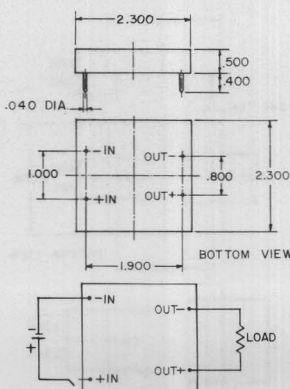 2.300
.500
.400
.040 DIA.
-IN
OUT-
1.000
.800
2.300
+IN
OUT+
BOTTOM VIEW
1.900
-IN
OUT-
-
+
LOAD
OUT+
+IN